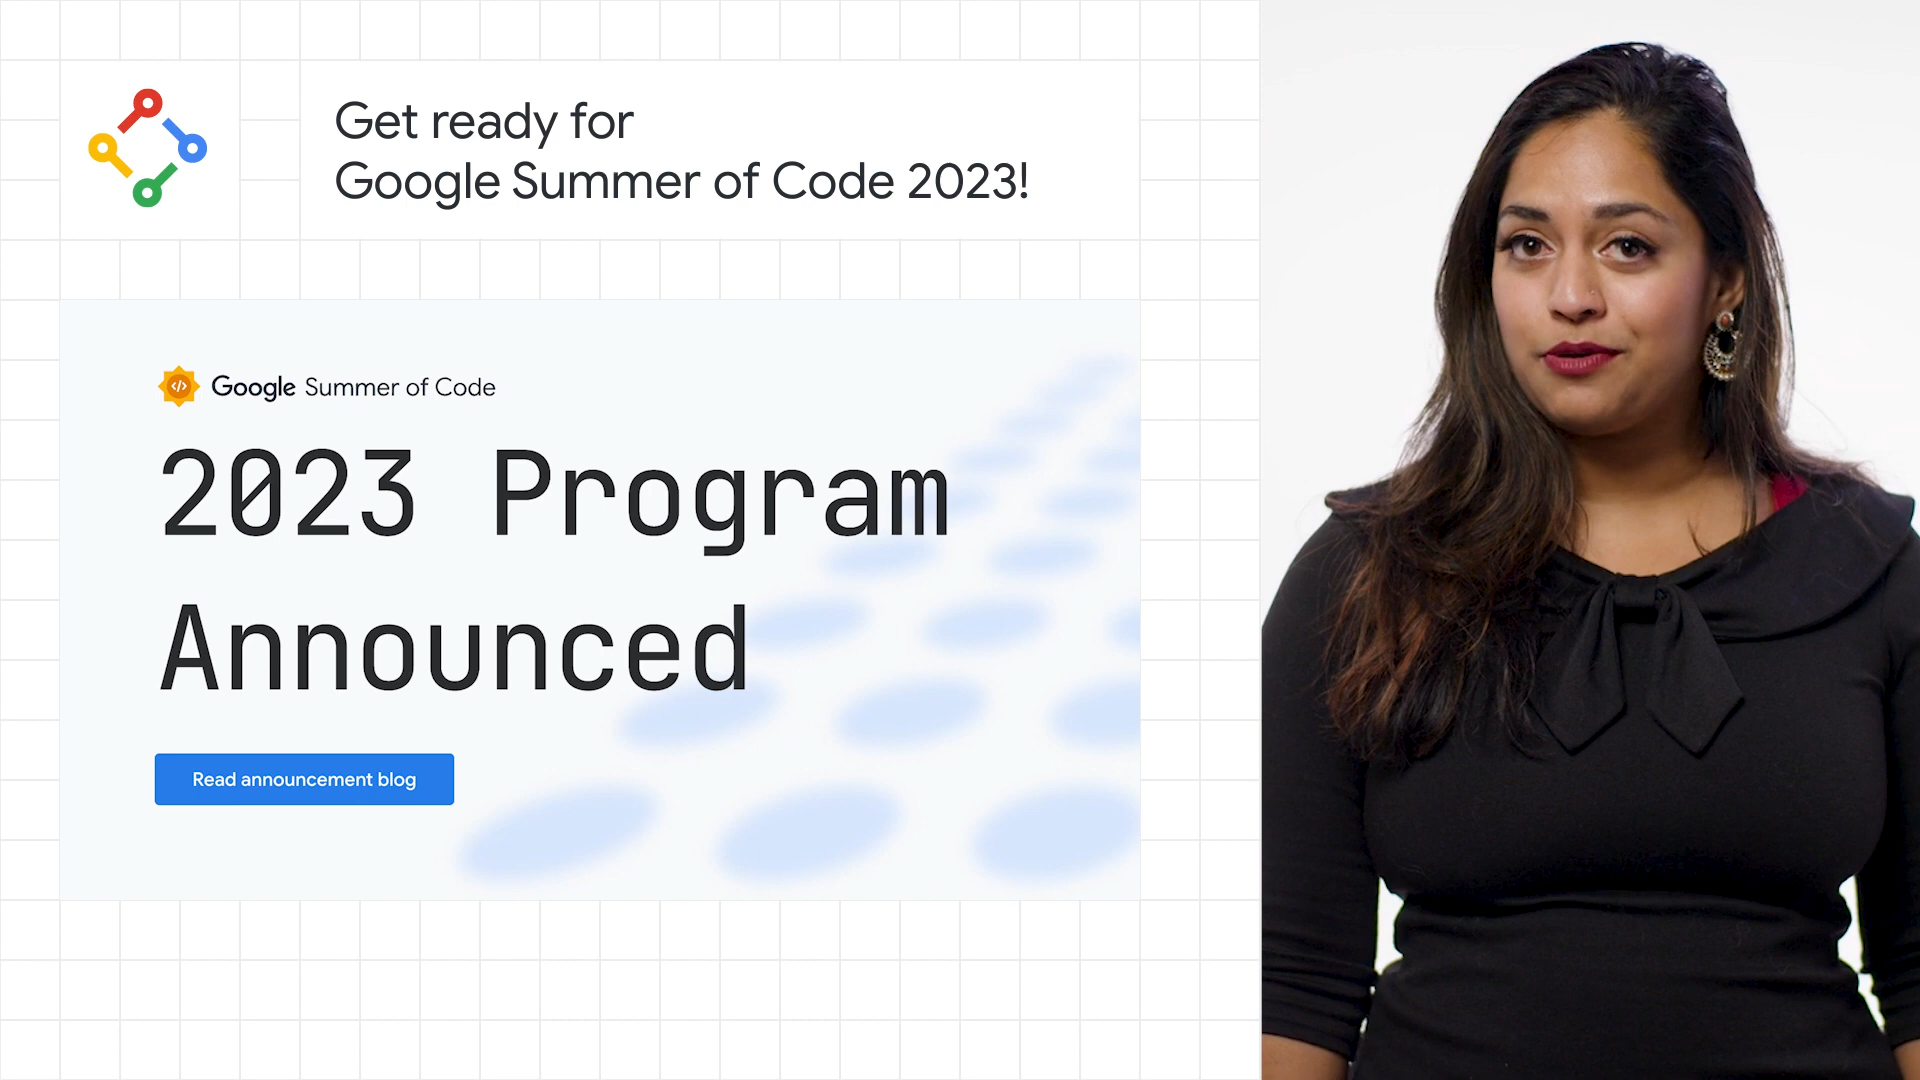 Get ready for
Google Summer of Code 2023!
</> Google Summer of Code
2023 Program
Announced
Read announcement blog